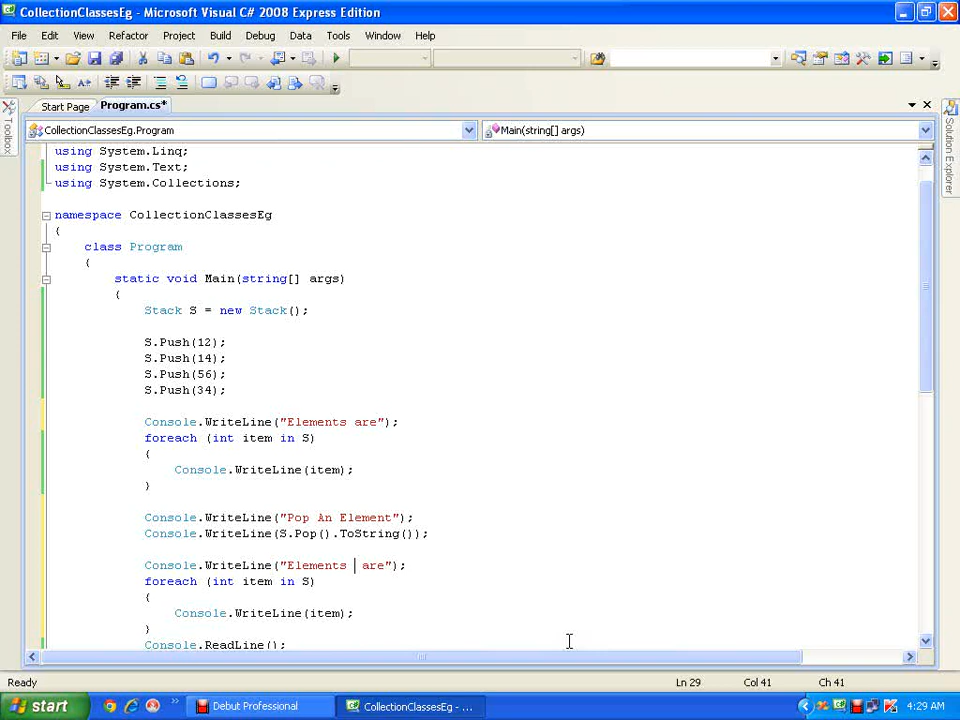 CollectionClassesEg - Microsoft Visual C# 2008 Express Edition
File Edit View Refactor Project Build Debug Data Tools Window Help
Start Page Program.cs*
Toolbox
Solution Explorer
CollectionClassesEg.Program
Main(string[] args)
using System.Linq;
using System.Text;
using System.Collections;
namespace CollectionClassesEg
{
class Program
{
static void Main(string[] args)
{
Stack S = new Stack();
S.Push(12);
S.Push(14);
S.Push(56);
S.Push(34);
Console.WriteLine("Elements are");
foreach (int item in S)
{
Console.WriteLine(item);
}
Console.WriteLine("Pop An Element");
Console.WriteLine(S.Pop().ToString());
Console.WriteLine("Elements  are");
foreach (int item in S)
{
Console.WriteLine(item);
}
Console.ReadLine();
Ready Ln 29 Col 41 Ch 41
start Debut Professional CollectionClassesEg - ... 4:29 AM